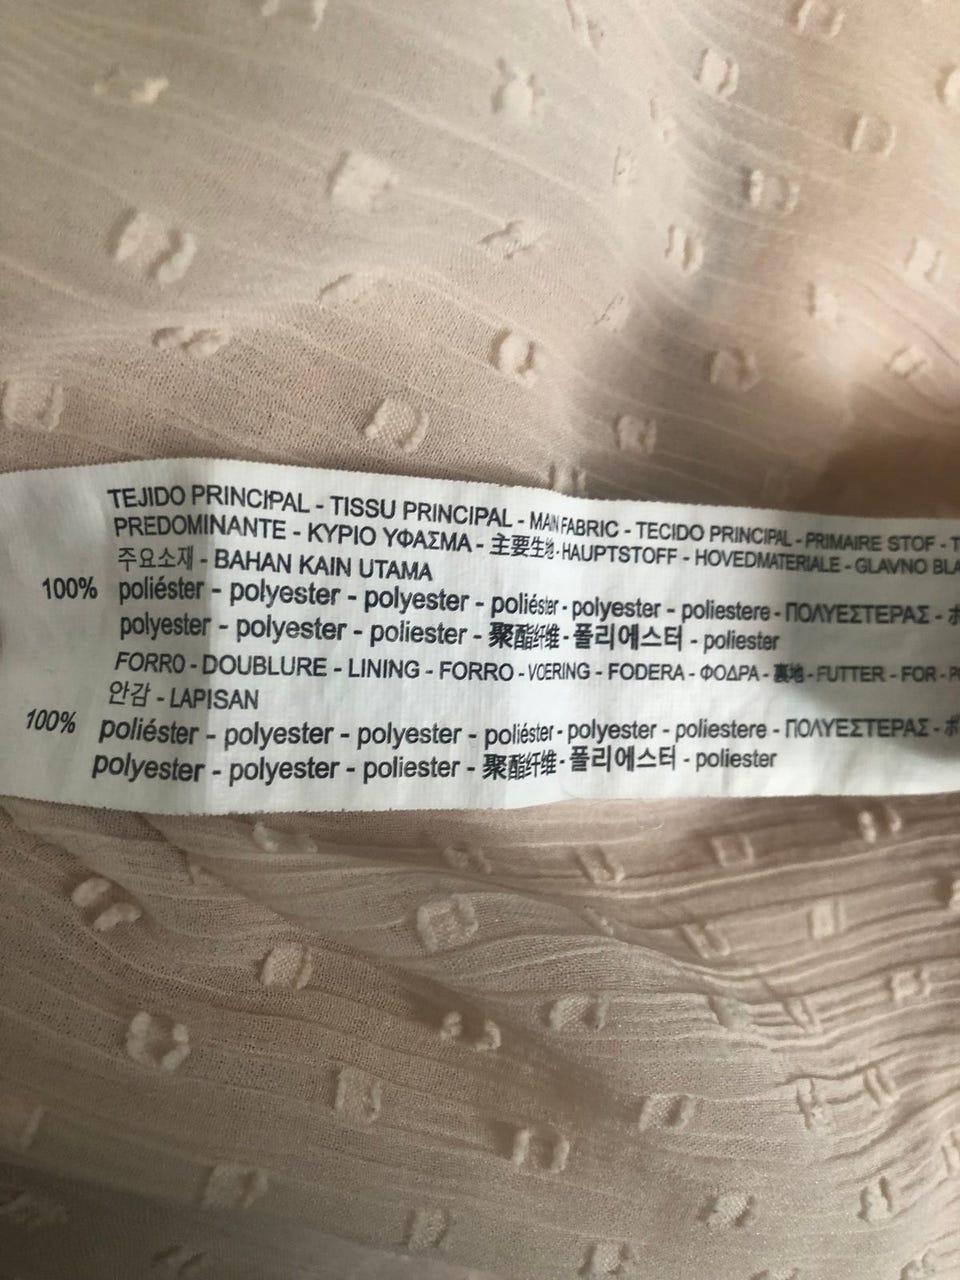 TEJIDO PRINCIPAL - TISSU PRINCIPAL - MAIN FABRIC - TECIDO PRINCIPAL - PRIMAIRE STOF -
PREDOMINANTE - ΚΥΡΙΟ ΥΦΑΣΜΑ - 主要生地 - HAUPTSTOFF - HOVEDMATERIALE - GLAVNO
주요소재 - BAHAN KAIN UTAMA
100% poliéster - polyester - polyester - poliéster - polyester - poliestere - ΠΟΛΥΕΣΤΕΡΑΣ -
polyester - polyester - poliester - 聚酯纤维 - 폴리에스터 - poliester
FORRO - DOUBLURE - LINING - FORRO - VOERING - FODERA - ΦΟΔΡΑ - 裏地 - FUTTER - FOR -
안감 - LAPISAN
100% poliéster - polyester - polyester - poliéster - polyester - poliestere - ΠΟΛΥΕΣΤΕΡΑΣ -
polyester - polyester - poliester - 聚酯纤维 - 폴리에스터 - poliester